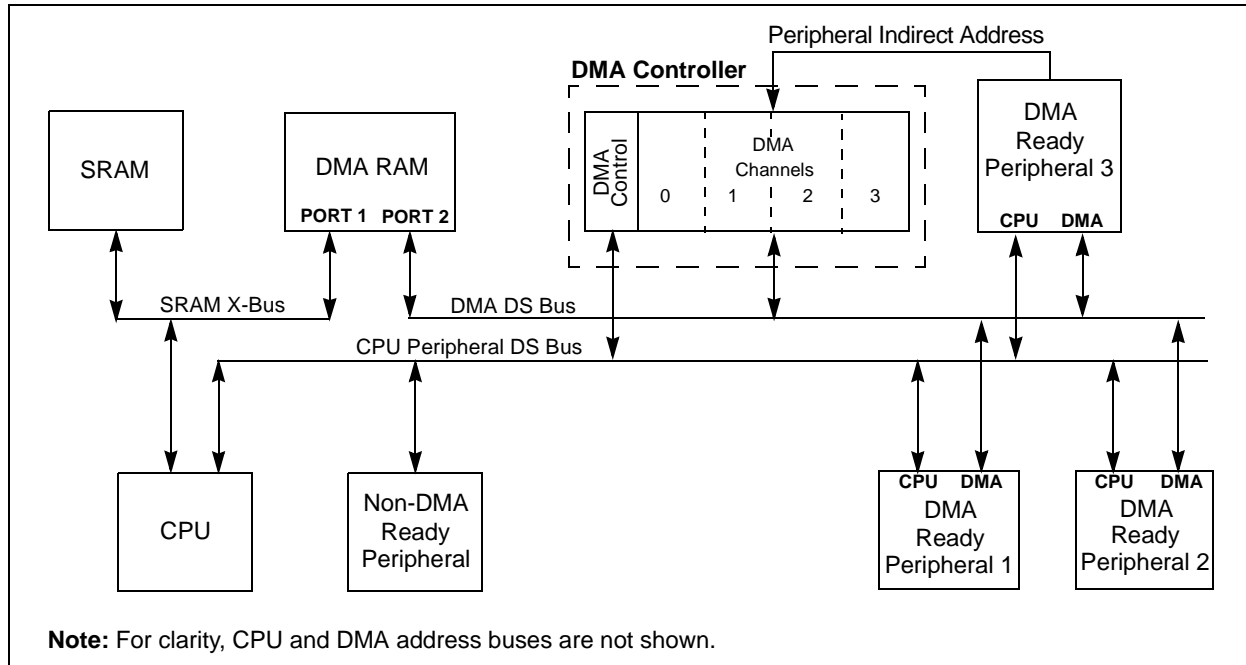 Peripheral Indirect Address
DMA Controller
SRAM
DMA RAM
PORT 1 PORT 2
DMA
Control
DMA
Channels
0 1 2 3
DMA
Ready
Peripheral 3
CPU DMA
SRAM X-Bus
DMA DS Bus
CPU Peripheral DS Bus
CPU
Non-DMA
Ready
Peripheral
CPU DMA
DMA
Ready
Peripheral 1
CPU DMA
DMA
Ready
Peripheral 2
Note: For clarity, CPU and DMA address buses are not shown.